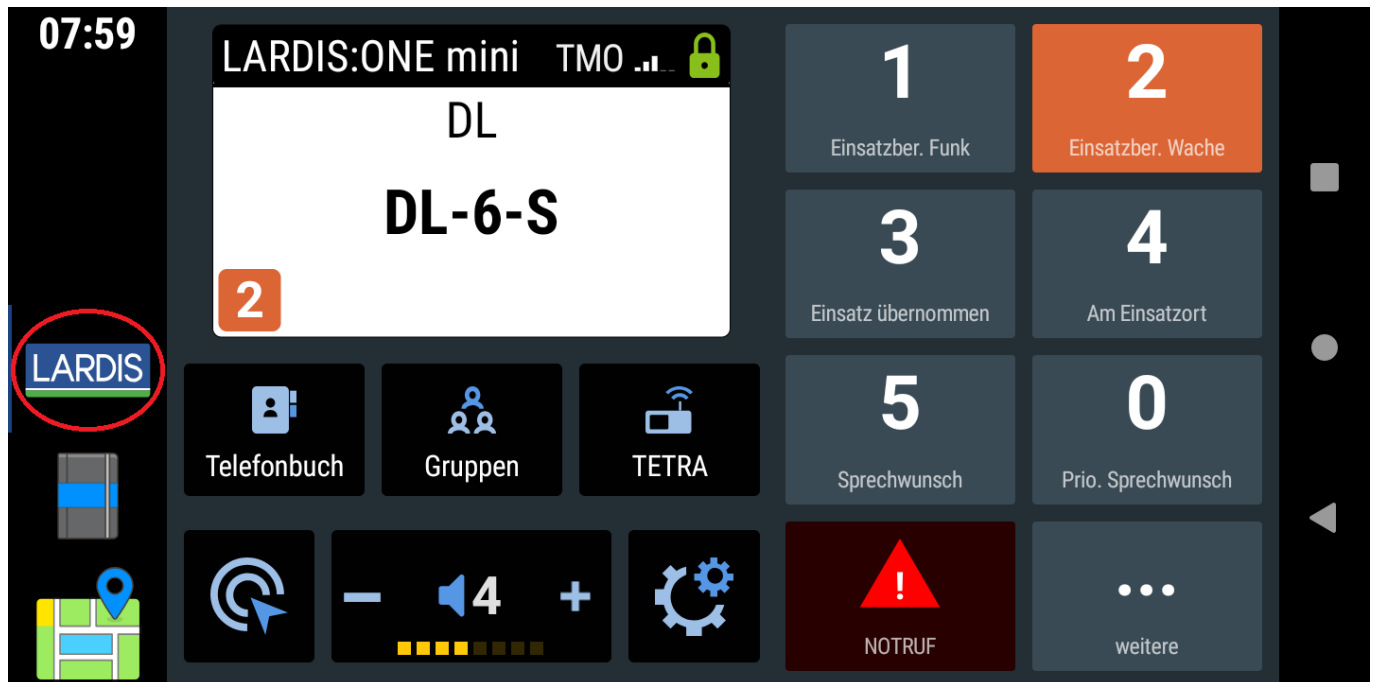 07:59
LARDIS:ONE mini TMO
DL
DL-6-S
2
LARDIS
Telefonbuch
Gruppen
TETRA
4
1
Einsatzber. Funk
2
Einsatzber. Wache
3
Einsatz übernommen
4
Am Einsatzort
5
Sprechwunsch
0
Prio. Sprechwunsch
!
NOTRUF
weitere